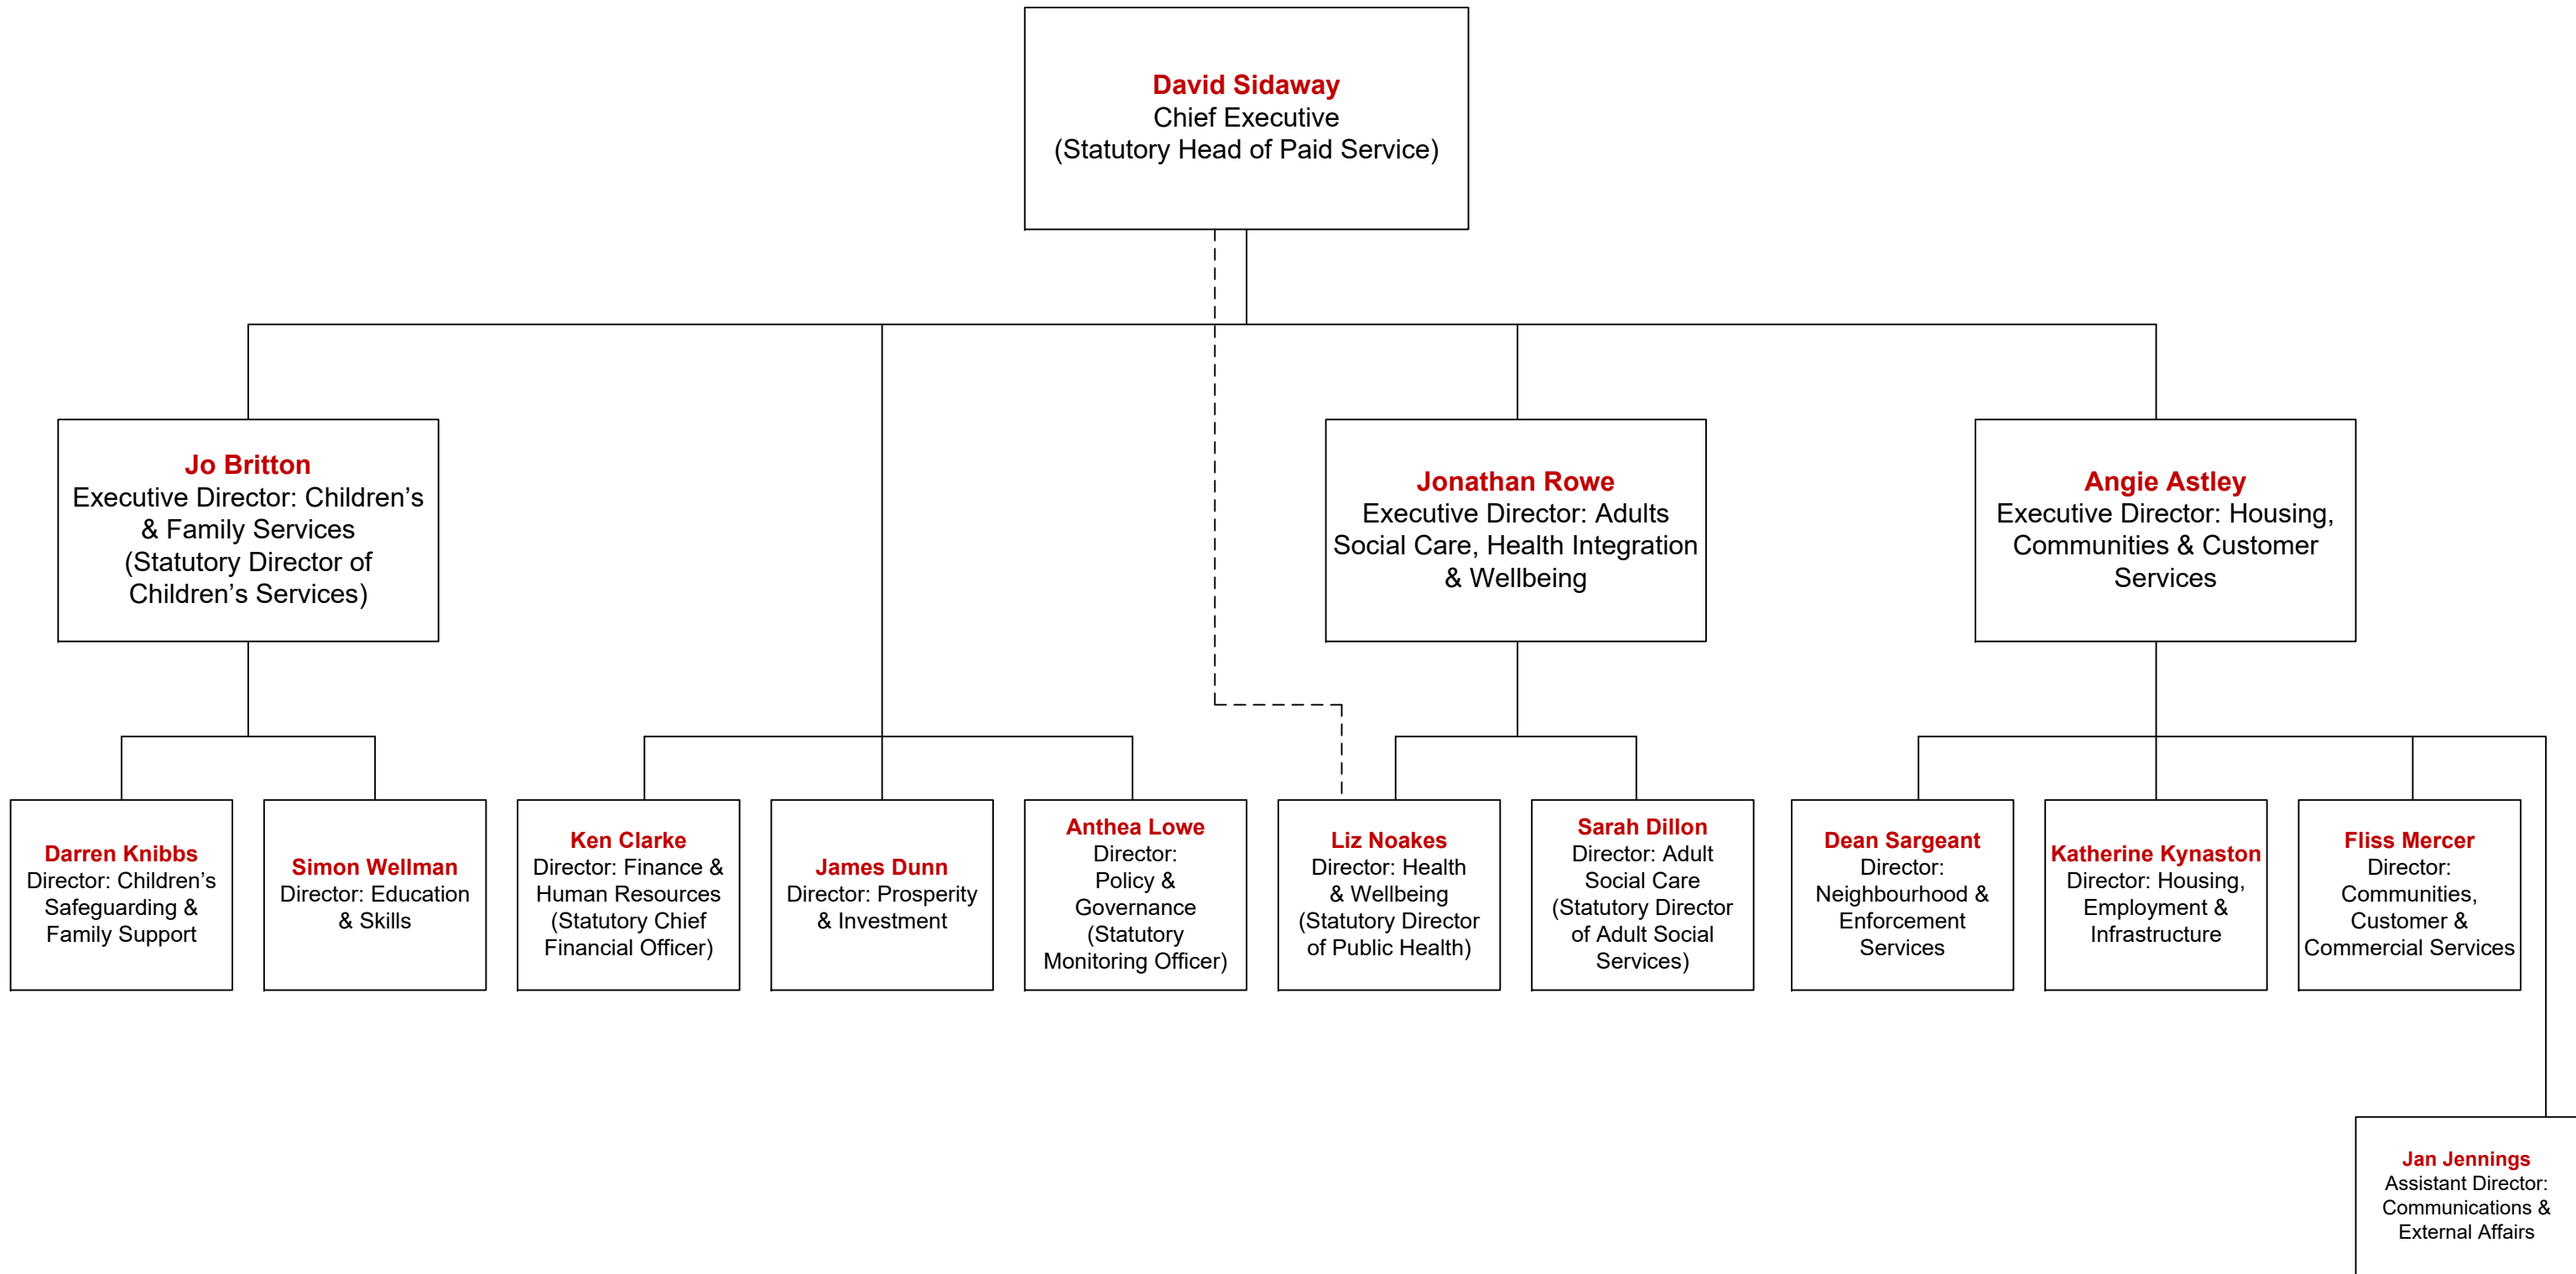 David Sidaway
Chief Executive
(Statutory Head of Paid Service)
Jo Britton
Executive Director: Children’s
& Family Services
(Statutory Director of
Children’s Services)
Jonathan Rowe
Executive Director: Adults
Social Care, Health Integration
& Wellbeing
Angie Astley
Executive Director: Housing,
Communities & Customer
Services
Darren Knibbs
Director: Children’s
Safeguarding &
Family Support
Simon Wellman
Director: Education
& Skills
Ken Clarke
Director: Finance &
Human Resources
(Statutory Chief
Financial Officer)
James Dunn
Director: Prosperity
& Investment
Anthea Lowe
Director:
Policy &
Governance
(Statutory
Monitoring Officer)
Liz Noakes
Director: Health
& Wellbeing
(Statutory Director
of Public Health)
Sarah Dillon
Director: Adult
Social Care
(Statutory Director
of Adult Social
Services)
Dean Sargeant
Director:
Neighbourhood &
Enforcement
Services
Katherine Kynaston
Director: Housing,
Employment &
Infrastructure
Fliss Mercer
Director:
Communities,
Customer &
Commercial Services
Jan Jennings
Assistant Director:
Communications &
External Affairs